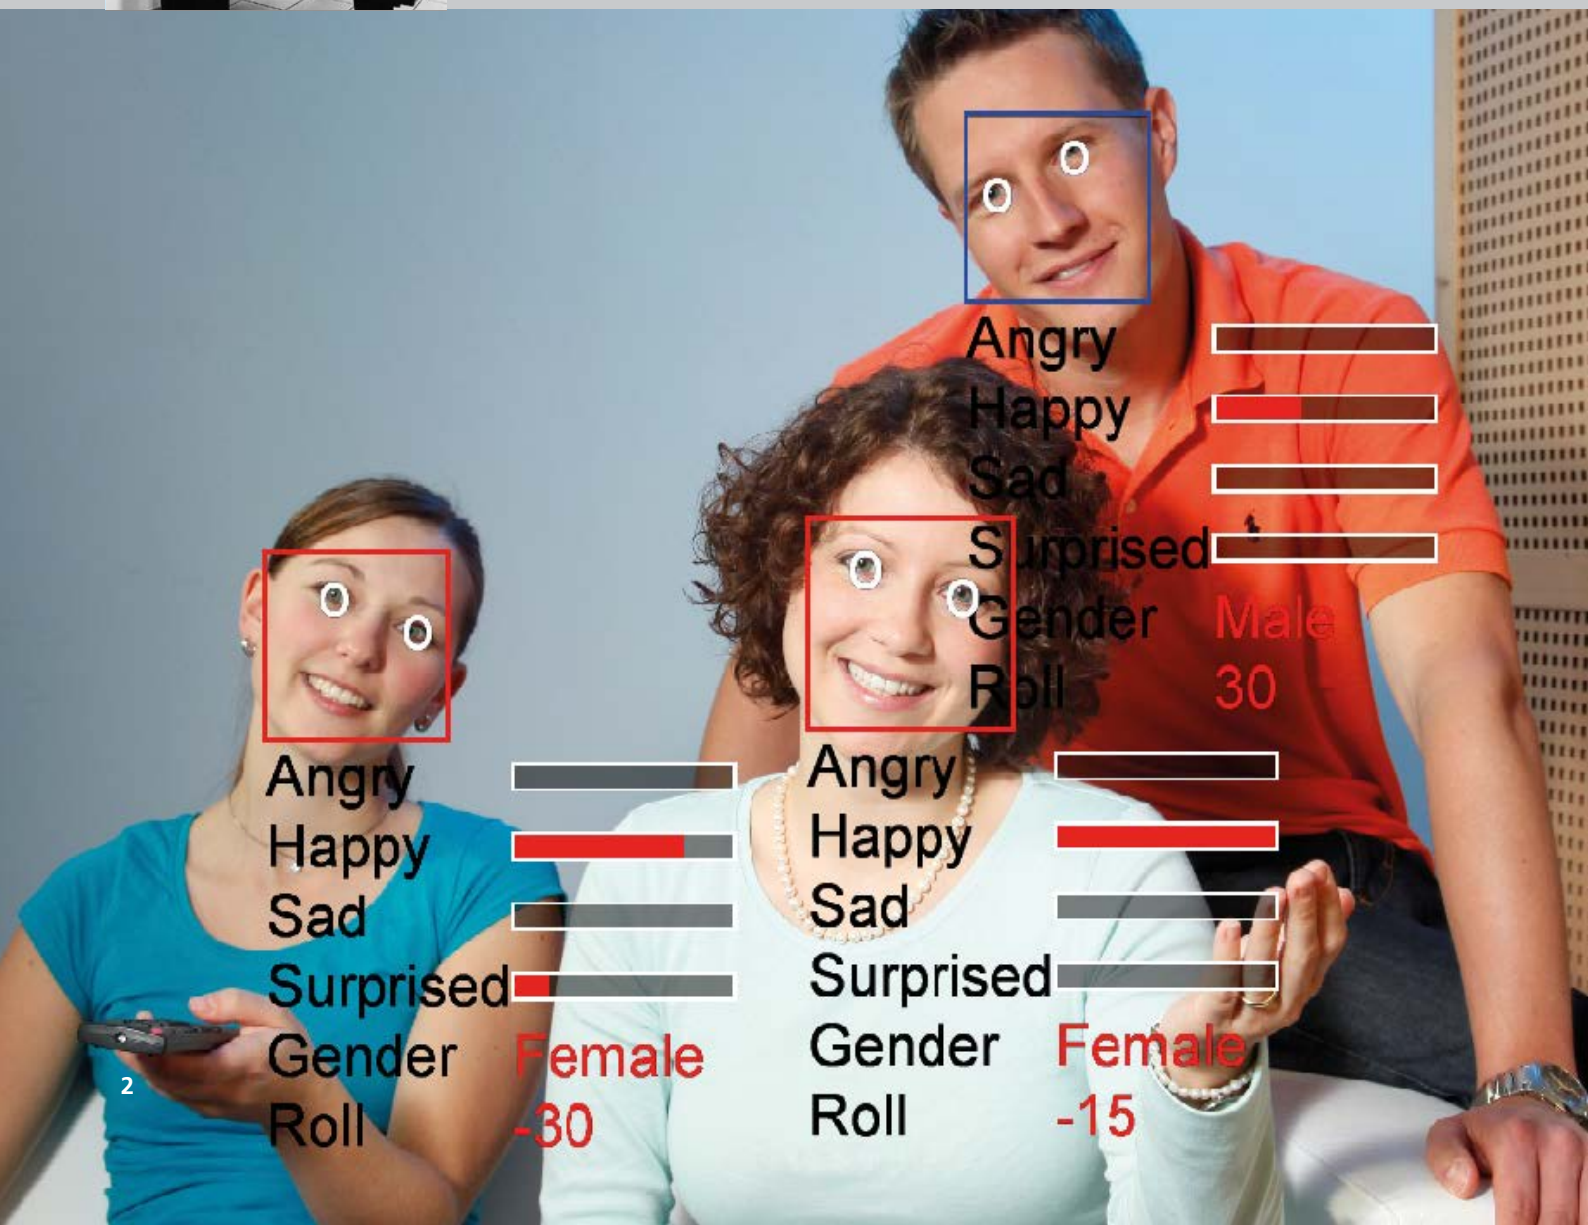 Angry
Happy
Sad
Surprised
Gender Male
Roll 30
Angry
Happy
Sad
Surprised
Gender Female
Roll -30
Angry
Happy
Sad
Surprised
Gender Female
Roll -15
2